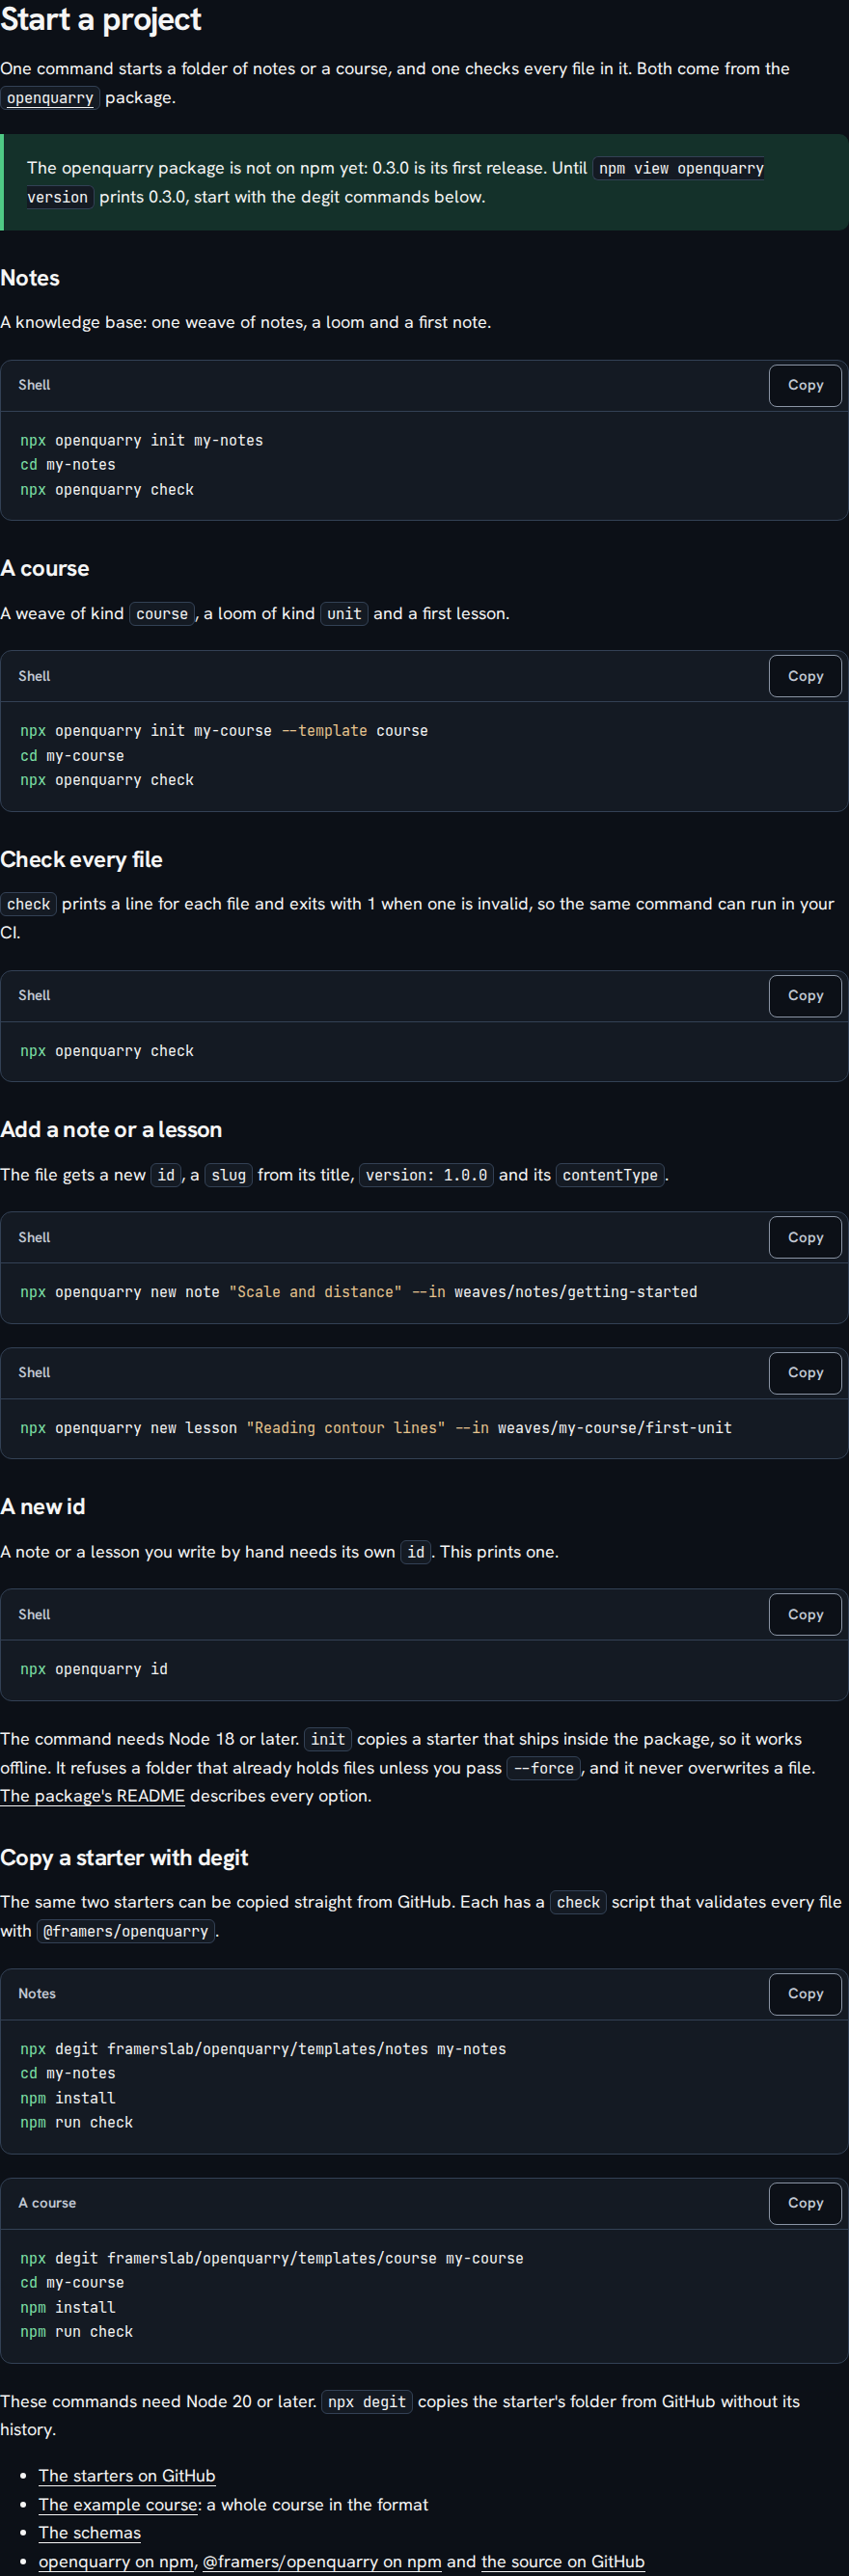 Start a project
One command starts a folder of notes or a course, and one checks every file in it. Both come from the
openquarry package.
The openquarry package is not on npm yet: 0.3.0 is its first release. Until npm view openquarry
version prints 0.3.0, start with the degit commands below.
Notes
A knowledge base: one weave of notes, a loom and a first note.
Shell
Copy
npx openquarry init my-notes
cd my-notes
npx openquarry check
A course
A weave of kind course, a loom of kind unit and a first lesson.
Shell
Copy
npx openquarry init my-course --template course
cd my-course
npx openquarry check
Check every file
check prints a line for each file and exits with 1 when one is invalid, so the same command can run in your
CI.
Shell
Copy
npx openquarry check
Add a note or a lesson
The file gets a new id, a slug from its title, version: 1.0.0 and its contentType.
Shell
Copy
npx openquarry new note "Scale and distance" --in weaves/notes/getting-started
Shell
Copy
npx openquarry new lesson "Reading contour lines" --in weaves/my-course/first-unit
A new id
A note or a lesson you write by hand needs its own id. This prints one.
Shell
Copy
npx openquarry id
The command needs Node 18 or later. init copies a starter that ships inside the package, so it works
offline. It refuses a folder that already holds files unless you pass --force, and it never overwrites a file.
The package's README describes every option.
Copy a starter with degit
The same two starters can be copied straight from GitHub. Each has a check script that validates every file
with @framers/openquarry.
Notes
Copy
npx degit framerslab/openquarry/templates/notes my-notes
cd my-notes
npm install
npm run check
A course
Copy
npx degit framerslab/openquarry/templates/course my-course
cd my-course
npm install
npm run check
These commands need Node 20 or later. npx degit copies the starter's folder from GitHub without its
history.
• The starters on GitHub
• The example course: a whole course in the format
• The schemas
• openquarry on npm, @framers/openquarry on npm and the source on GitHub